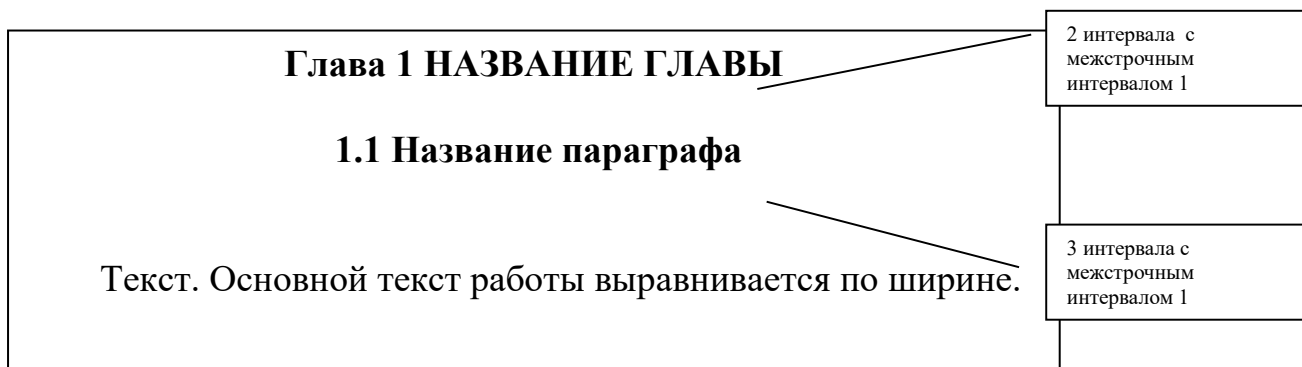 2 интервала с
межстрочным
интервалом 1
Глава 1 НАЗВАНИЕ ГЛАВЫ
1.1 Название параграфа
3 интервала с
межстрочным
интервалом 1
Текст. Основной текст работы выравнивается по ширине.